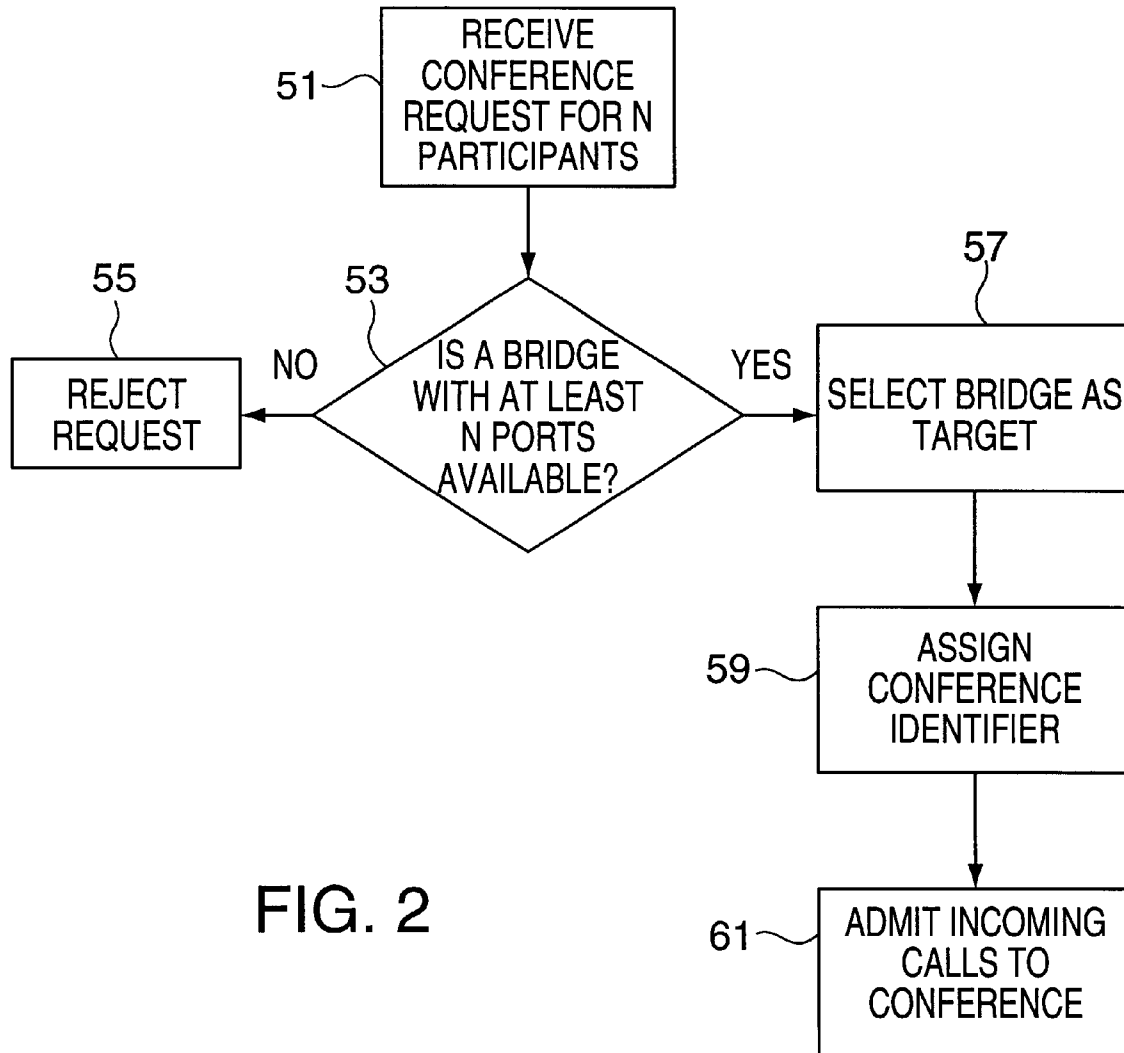 RECEIVE
CONFERENCE
REQUEST FOR N
PARTICIPANTS
51
53
55
57
IS A BRIDGE
WITH AT LEAST
N PORTS
AVAILABLE?
NO
YES
REJECT
REQUEST
SELECT BRIDGE AS
TARGET
59
ASSIGN
CONFERENCE
IDENTIFIER
61
ADMIT INCOMING
CALLS TO
CONFERENCE
FIG. 2